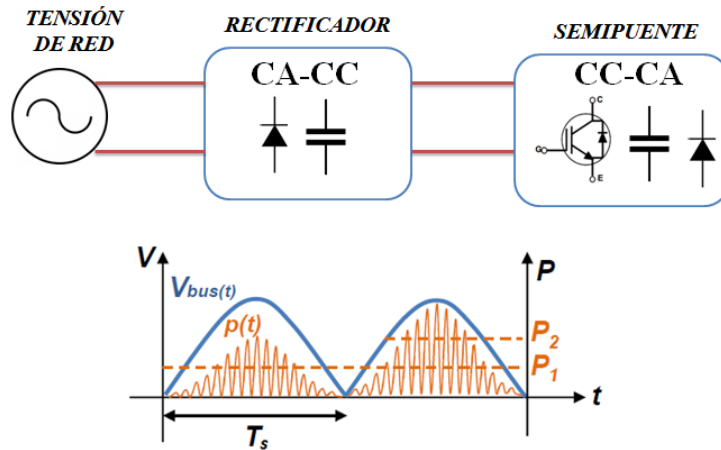 TENSIÓN
DE RED
RECTIFICADOR
SEMIPUENTE
CA-CC
CC-CA
C
G
E
V
P
Vbus(t)
p(t)
P2
P1
t
Ts